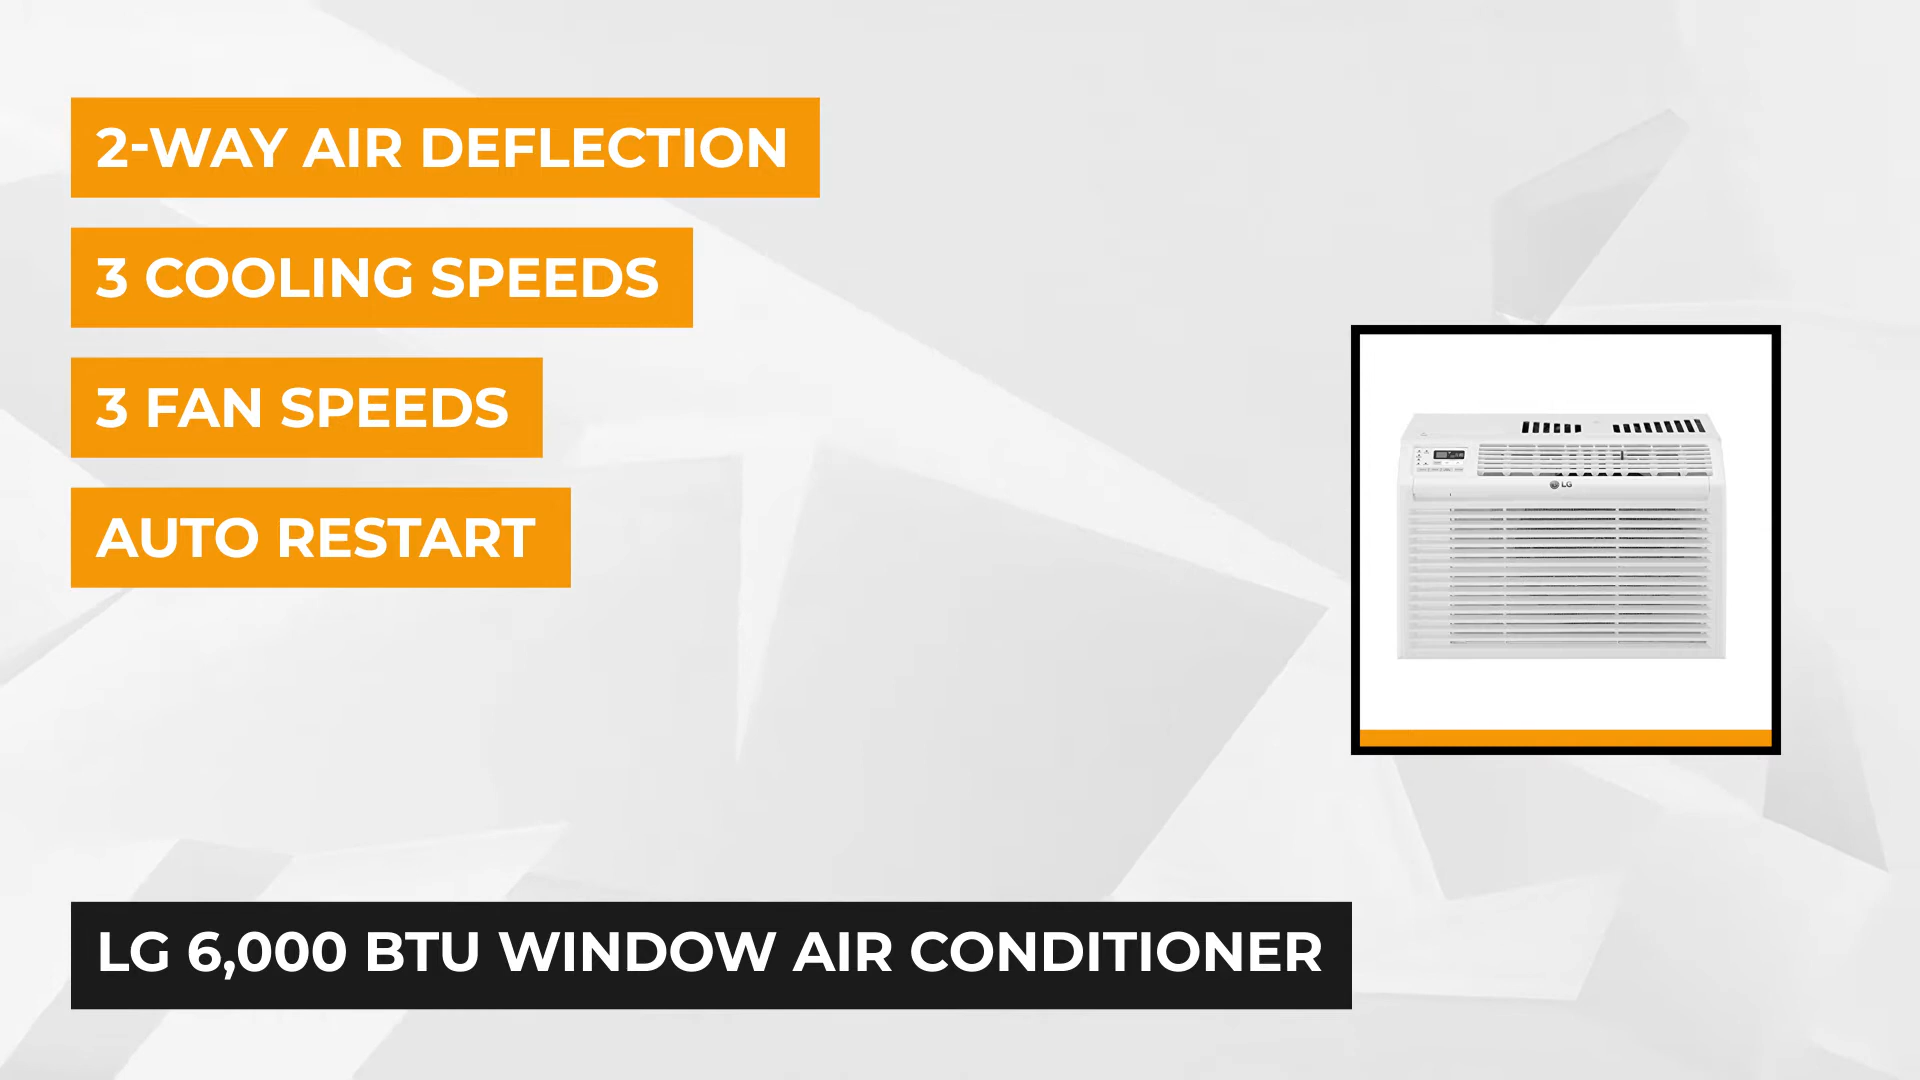 2-WAY AIR DEFLECTION
3 COOLING SPEEDS
3 FAN SPEEDS
AUTO RESTART
LG
LG 6,000 BTU WINDOW AIR CONDITIONER